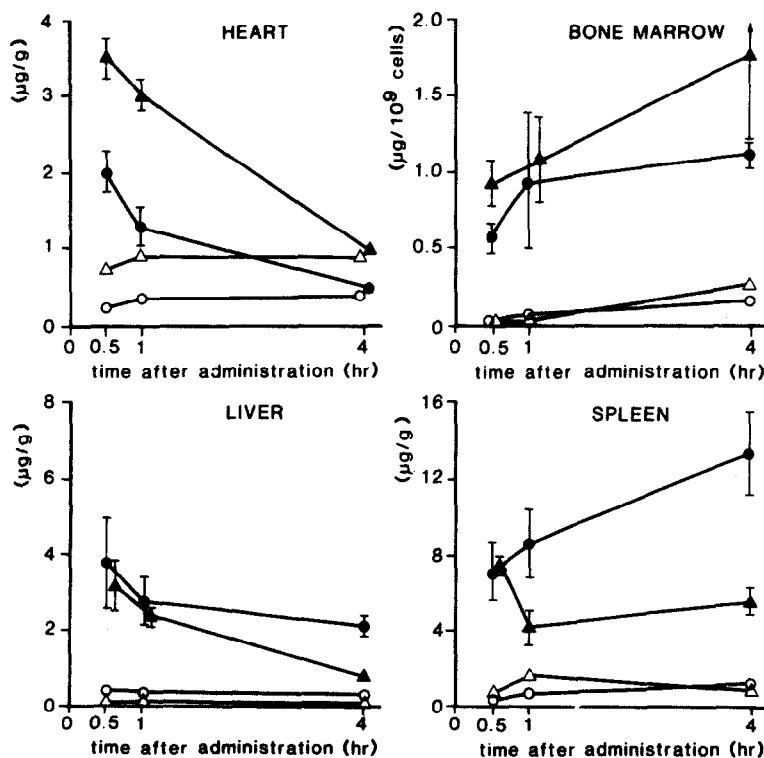 HEART
(µg/g)
4
3
2
1
0
0 0.5 1 4
time after administration (hr)
BONE MARROW
(µg/10⁹ cells)
2.0
1.5
1.0
0.5
0
0 0.5 1 4
time after administration (hr)
LIVER
(µg/g)
8
6
4
2
0
0 0.5 1 4
time after administration (hr)
SPLEEN
(µg/g)
16
12
8
4
0
0 0.5 1 4
time after administration (hr)